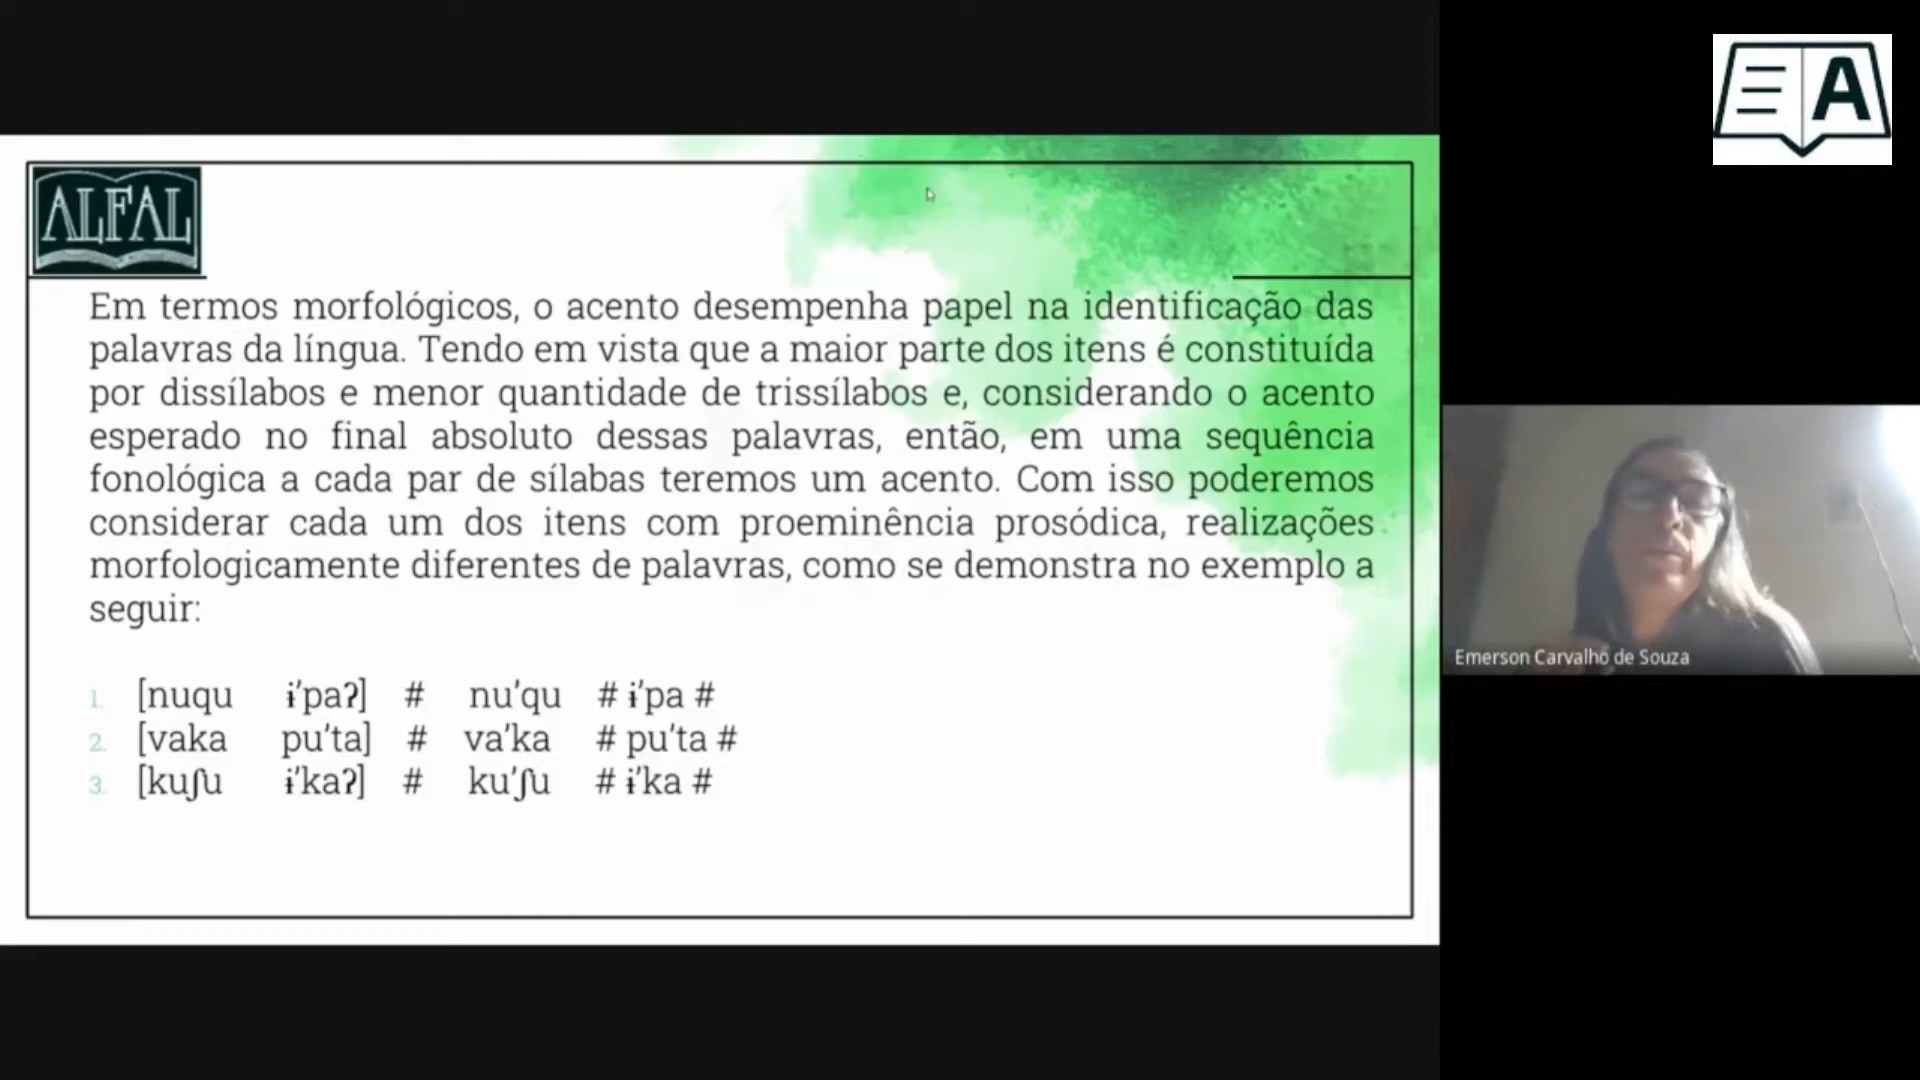 A
ALFAL
Em termos morfológicos, o acento desempenha papel na identificação das
palavras da língua. Tendo em vista que a maior parte dos itens é constituída
por dissílabos e menor quantidade de trissílabos e, considerando o acento
esperado no final absoluto dessas palavras, então, em uma sequência
fonológica a cada par de sílabas teremos um acento. Com isso poderemos
considerar cada um dos itens com proeminência prosódica, realizações
morfologicamente diferentes de palavras, como se demonstra no exemplo a
seguir:
1. [nuqu ɨ'paʔ] # nu'qu # ɨ'pa #
2. [vaka pu'ta] # va'ka # pu'ta #
3. [kuʃu ɨ'kaʔ] # ku'ʃu # ɨ'ka #
Emerson Carvalho de Souza